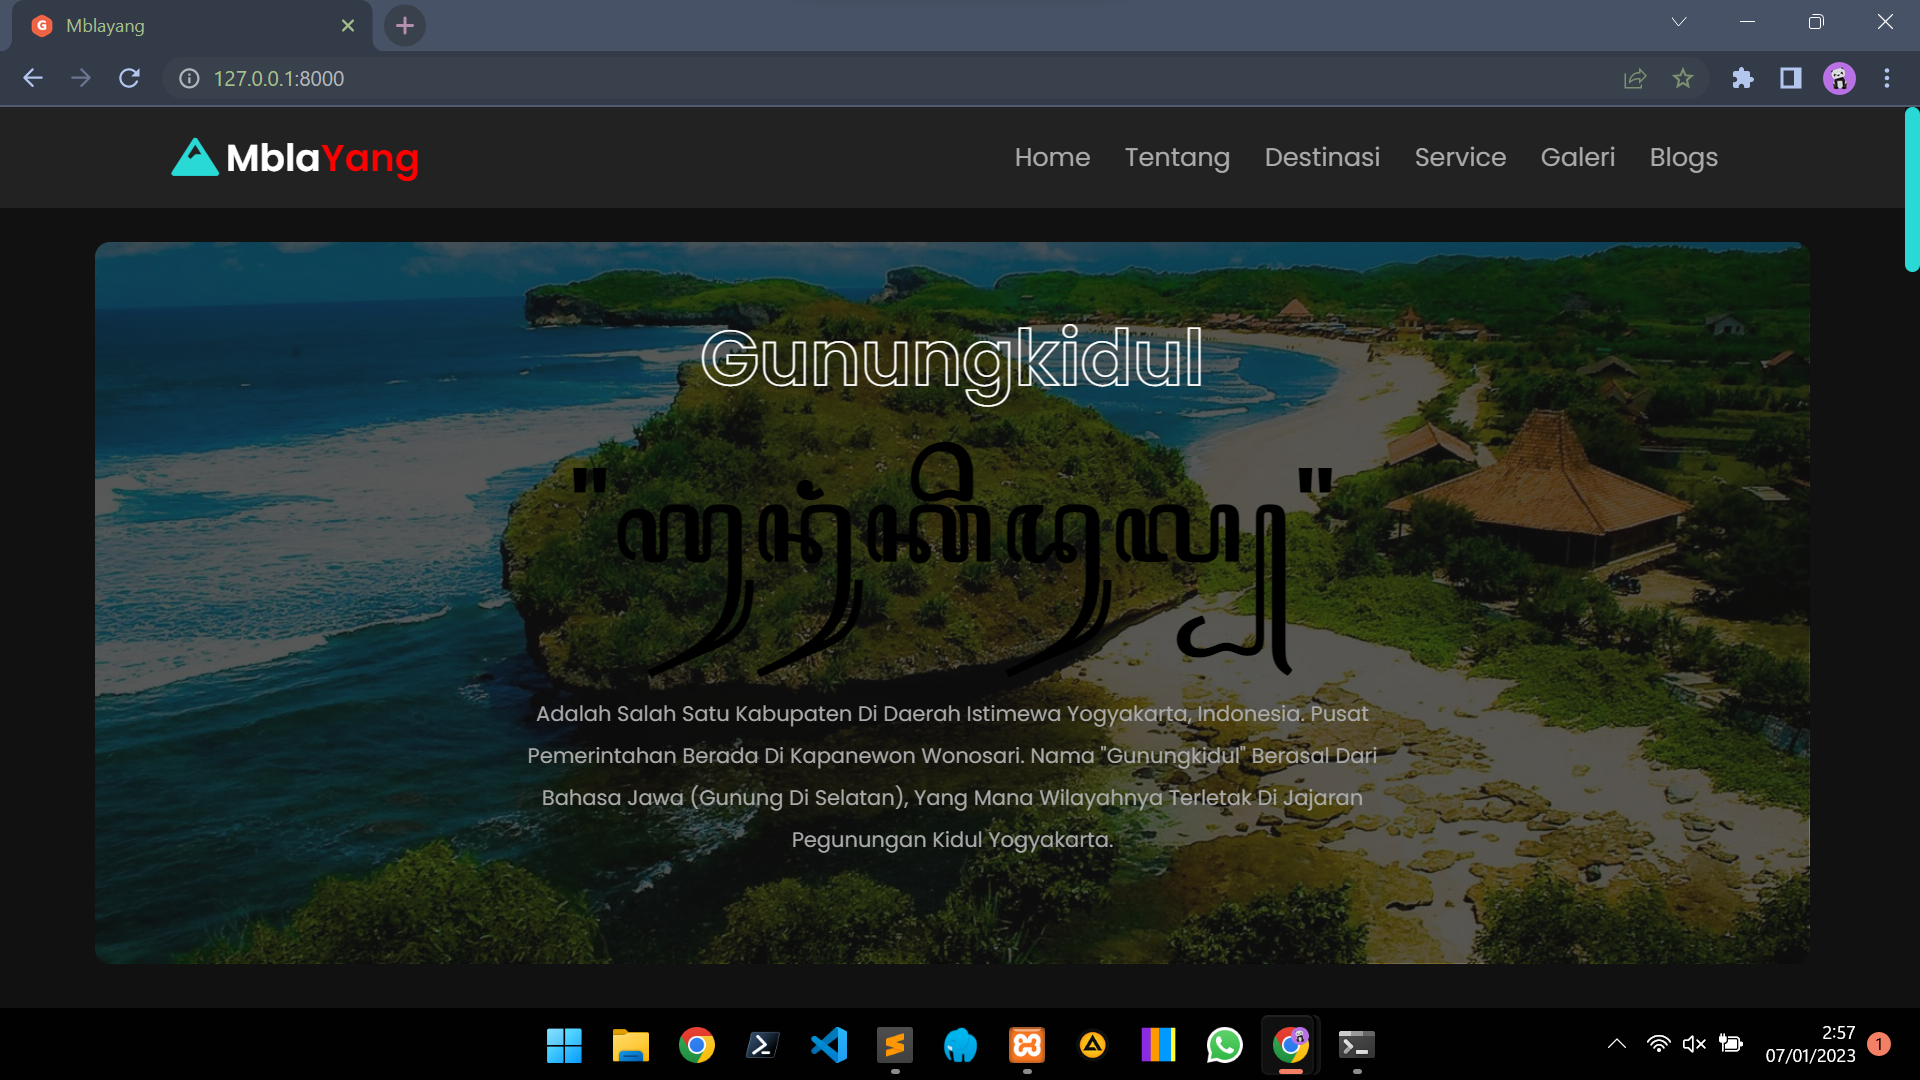 Mblayang
127.0.0.1:8000
MblaYang
Home Tentang Destinasi Service Galeri Blogs
Gunungkidul
"ꦒꦸꦤꦸꦁꦏꦶꦢꦸꦭ꧀"
Adalah Salah Satu Kabupaten Di Daerah Istimewa Yogyakarta, Indonesia. Pusat
Pemerintahan Berada Di Kapanewon Wonosari. Nama "Gunungkidul" Berasal Dari
Bahasa Jawa (Gunung Di Selatan), Yang Mana Wilayahnya Terletak Di Jajaran
Pegunungan Kidul Yogyakarta.
2:57
07/01/2023
1